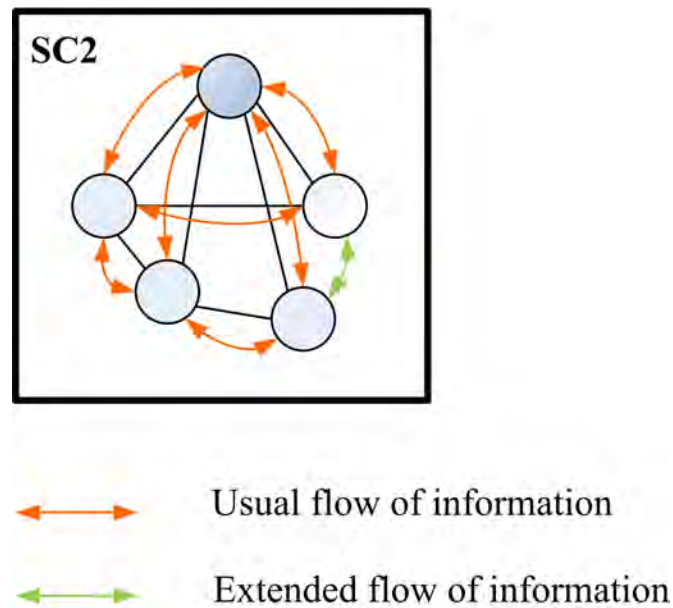 SC2
Usual flow of information
Extended flow of information